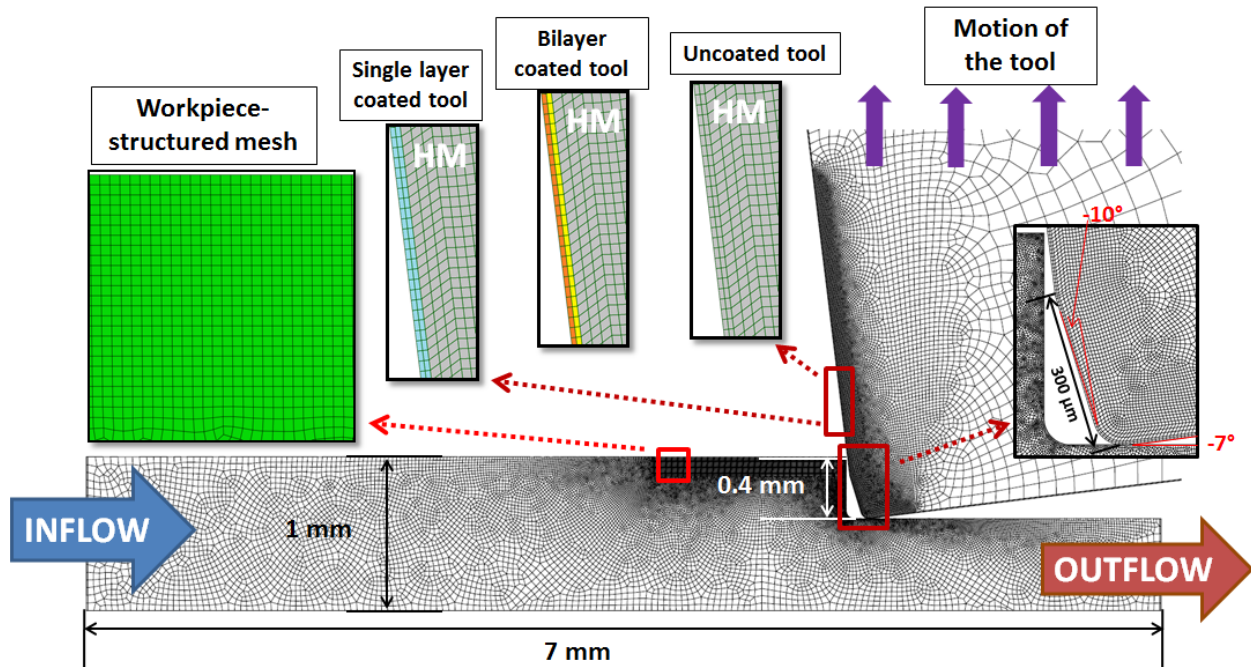 Workpiece-
structured mesh
Single layer
coated tool
HM
Bilayer
coated tool
HM
Uncoated tool
HM
Motion of
the tool
-10°
300 µm
-7°
INFLOW
1 mm
0.4 mm
OUTFLOW
7 mm